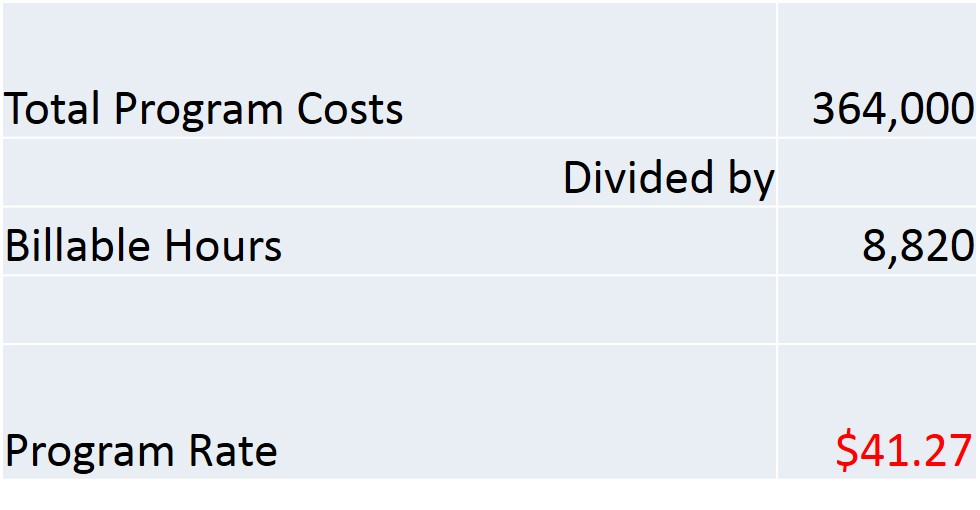 Total Program Costs 364,000
Divided by
Billable Hours 8,820
Program Rate $41.27